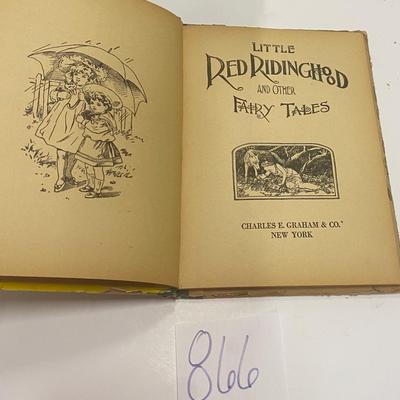 LITTLE
RED RIDINGHOOD
AND OTHER
FAIRY TALES
CHARLES E. GRAHAM & CO.
NEW YORK
866